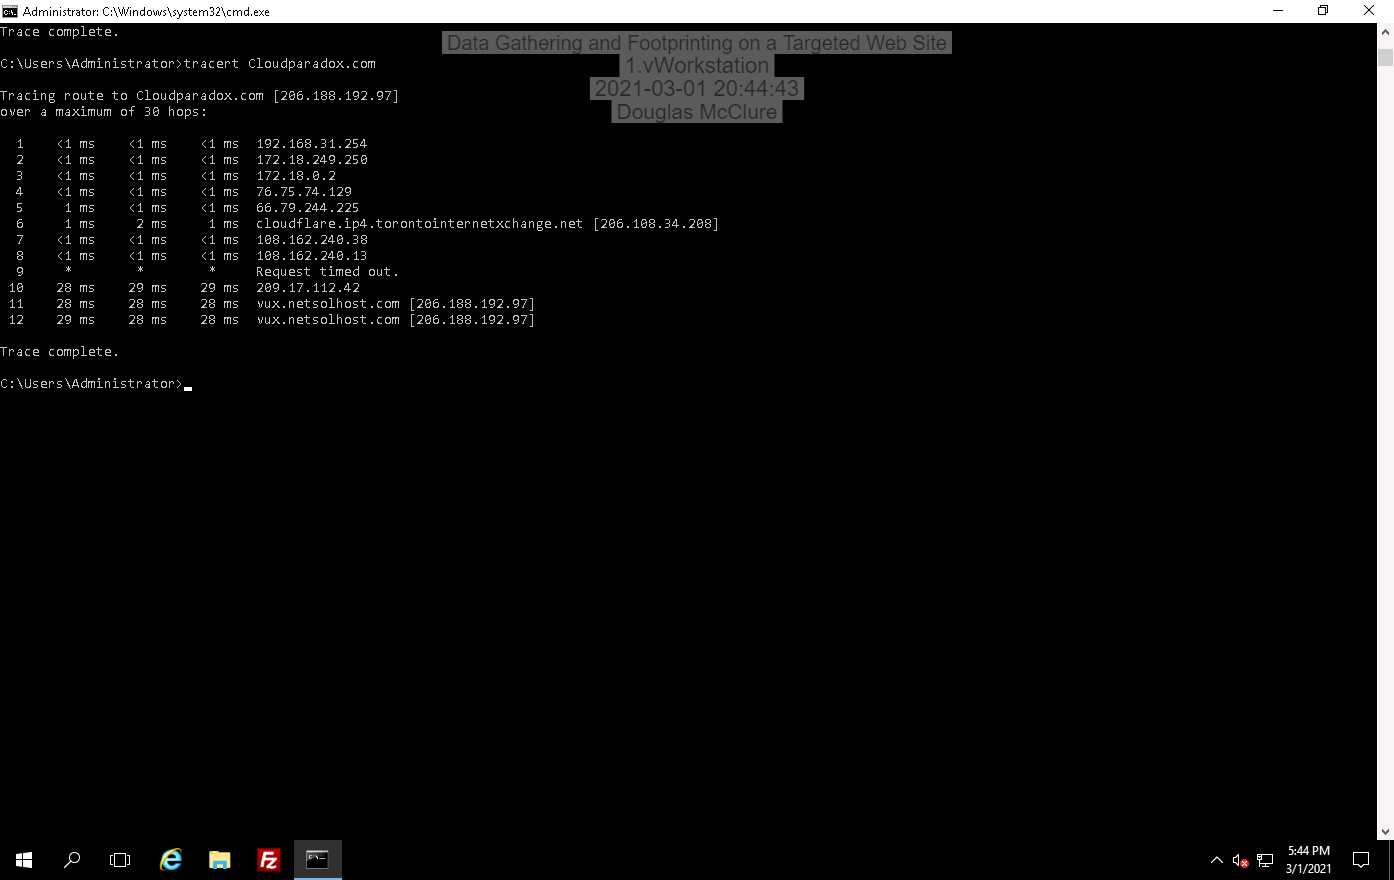 Administrator: C:\Windows\system32\cmd.exe
Trace complete.
Data Gathering and Footprinting on a Targeted Web Site
1.vWorkstation
2021-03-01 20:44:43
Douglas McClure
C:\Users\Administrator>tracert Cloudparadox.com
Tracing route to Cloudparadox.com [206.188.192.97]
over a maximum of 30 hops:
1 <1 ms <1 ms <1 ms 192.168.31.254
2 <1 ms <1 ms <1 ms 172.18.249.250
3 <1 ms <1 ms <1 ms 172.18.0.2
4 <1 ms <1 ms <1 ms 76.75.74.129
5 1 ms <1 ms <1 ms 66.79.244.225
6 1 ms 2 ms 1 ms cloudflare.ip4.torontointernetxchange.net [206.108.34.208]
7 <1 ms <1 ms <1 ms 108.162.240.38
8 <1 ms <1 ms <1 ms 108.162.240.13
9 * * * Request timed out.
10 28 ms 29 ms 29 ms 209.17.112.42
11 28 ms 28 ms 28 ms vux.netsolhost.com [206.188.192.97]
12 29 ms 28 ms 28 ms vux.netsolhost.com [206.188.192.97]
Trace complete.
C:\Users\Administrator>
5:44 PM
3/1/2021